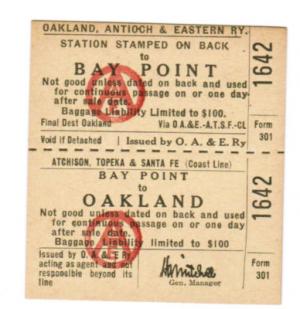 OAKLAND, ANTIOCH & EASTERN RY.
STATION STAMPED ON BACK
to
BAY POINT
Not good unless dated on back and used
for continuous passage on or one day
after sale date.
Baggage Liability Limited to $100.
Final Dest Oakland Via O.A.&E.-A.T.S.F.-CL
Void if Detached Issued by O. A. & E. Ry
1642
Form
301
ATCHISON, TOPEKA & SANTA FE (Coast Line)
BAY POINT
to
OAKLAND
Not good unless dated on back and used
for continuous passage on or one day
after sale date.
Baggage Liability Limited to $100
Issued by O. A. & E Ry
acting as agent and not
responsible beyond its
line
Gen. Manager
1642
Form
301